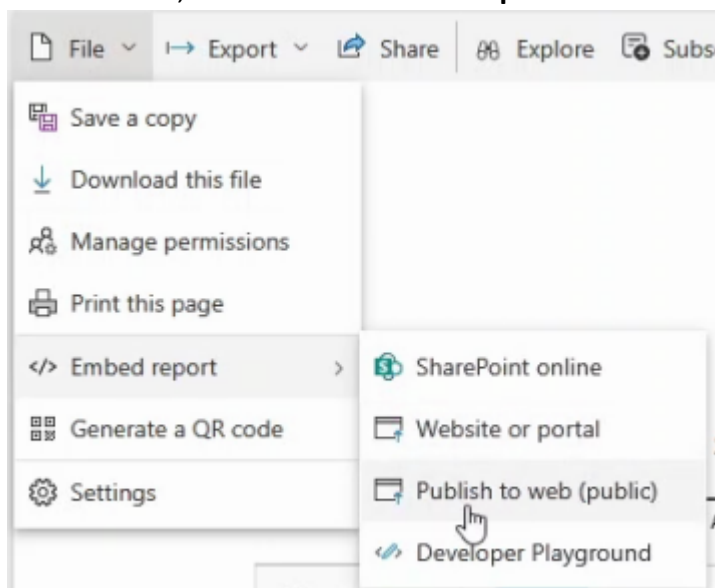 File Export Share Explore Subs
Save a copy
Download this file
Manage permissions
Print this page
Embed report
SharePoint online
Generate a QR code
Website or portal
Settings
Publish to web (public)
Developer Playground